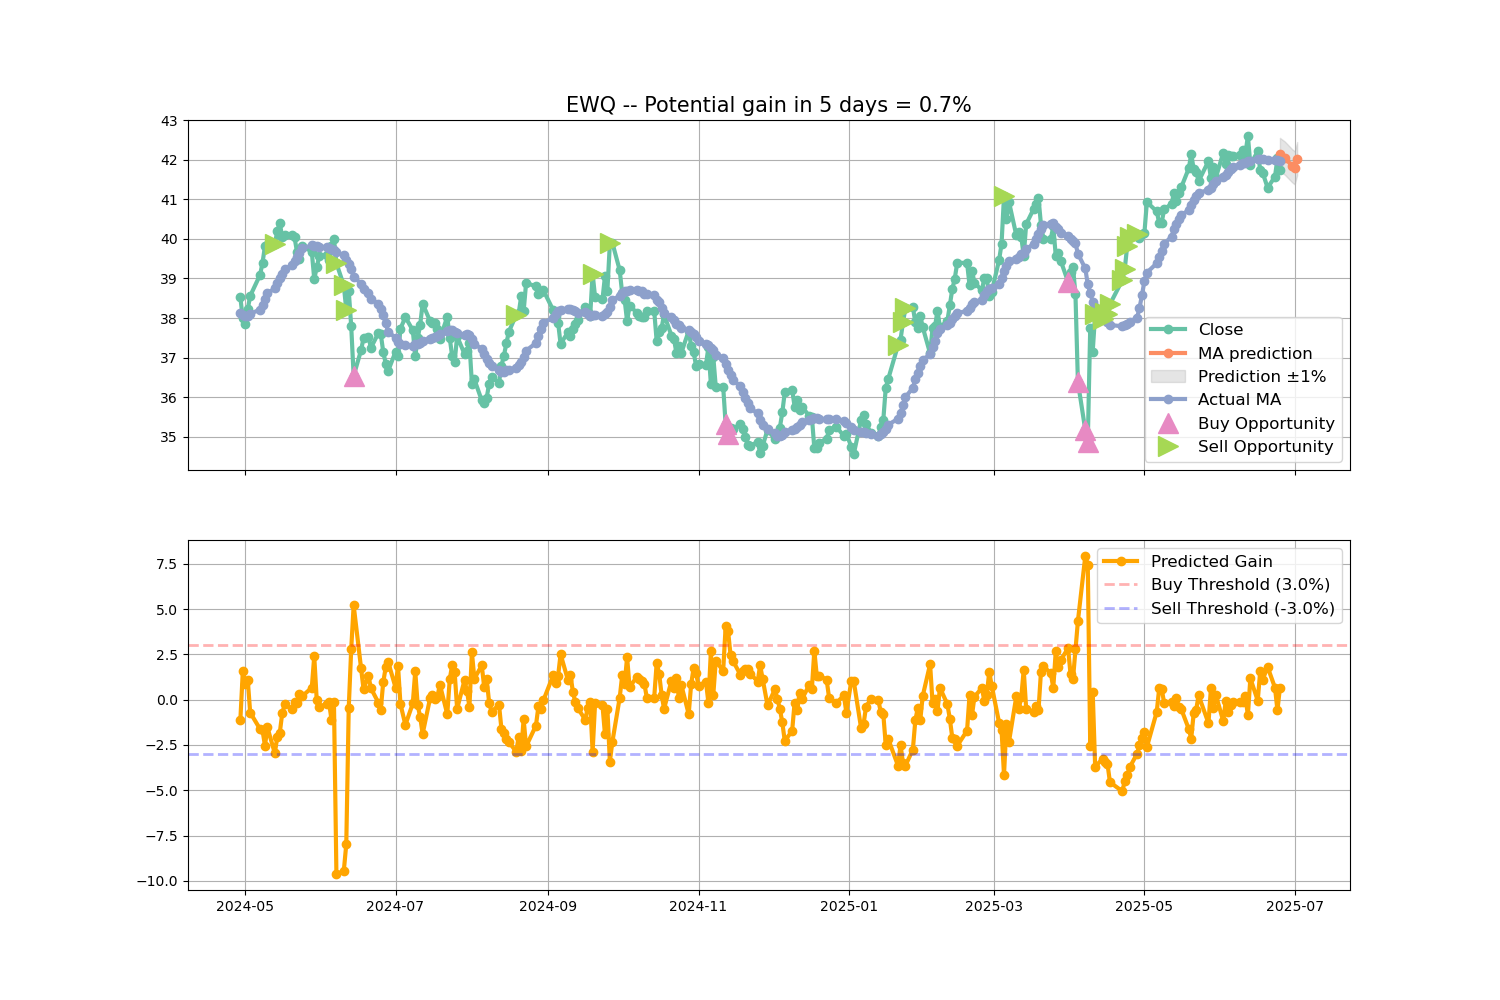 EWQ -- Potential gain in 5 days = 0.7%
43
42
41
40
39
38
37
36
35
Close
MA prediction
Prediction ±1%
Actual MA
Buy Opportunity
Sell Opportunity
7.5
5.0
2.5
0.0
−2.5
−5.0
−7.5
−10.0
Predicted Gain
Buy Threshold (3.0%)
Sell Threshold (-3.0%)
2024-05
2024-07
2024-09
2024-11
2025-01
2025-03
2025-05
2025-07